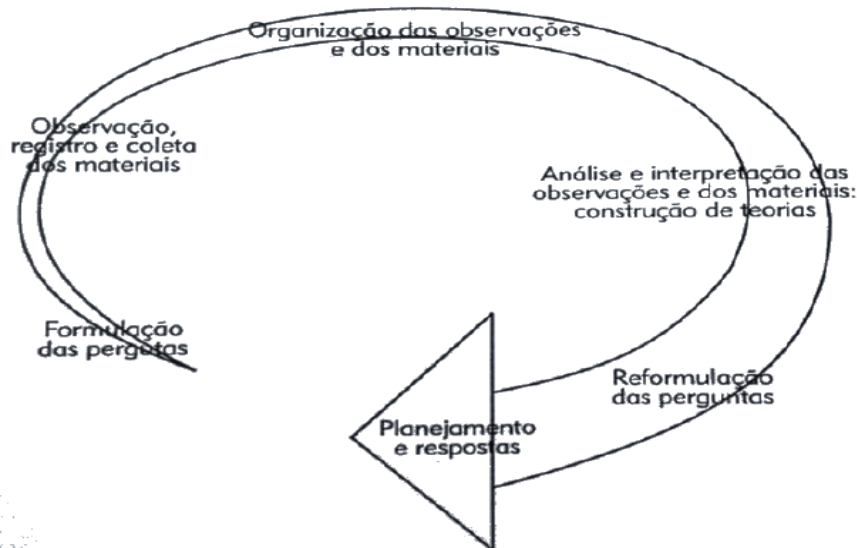 Organização das observações
e dos materiais
Observação,
registro e coleta
dos materiais
Análise e interpretação das
observações e dos materiais:
construção de teorias
Formulação
das pergutas
Reformulação
das perguntas
Planejamento
e respostas